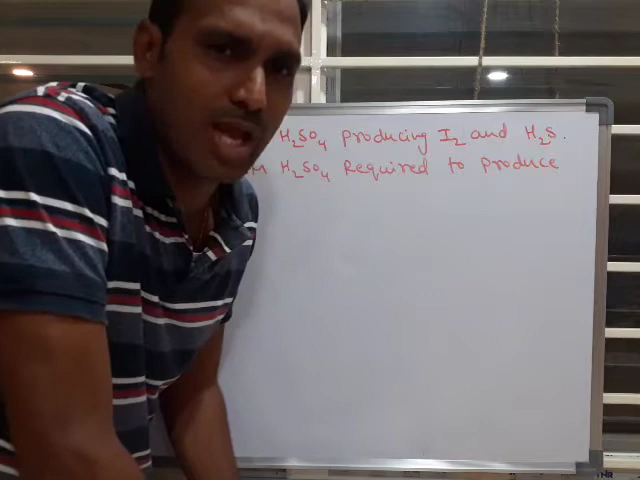 H₂SO₄ producing I₂ and H₂S.
M H₂SO₄ Required to produce